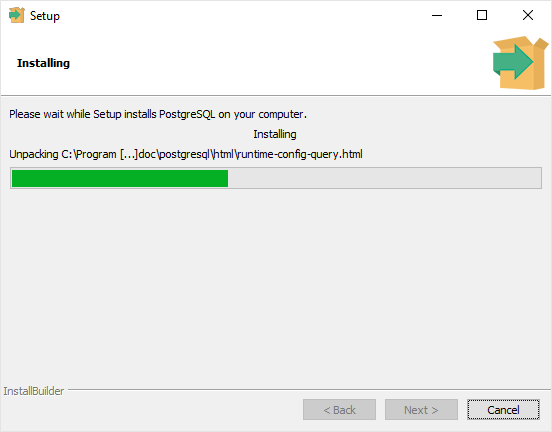 Setup
Installing
Please wait while Setup installs PostgreSQL on your computer.
Installing
Unpacking C:\Program [...]doc\postgresql\html\runtime-config-query.html
InstallBuilder
< Back
Next >
Cancel